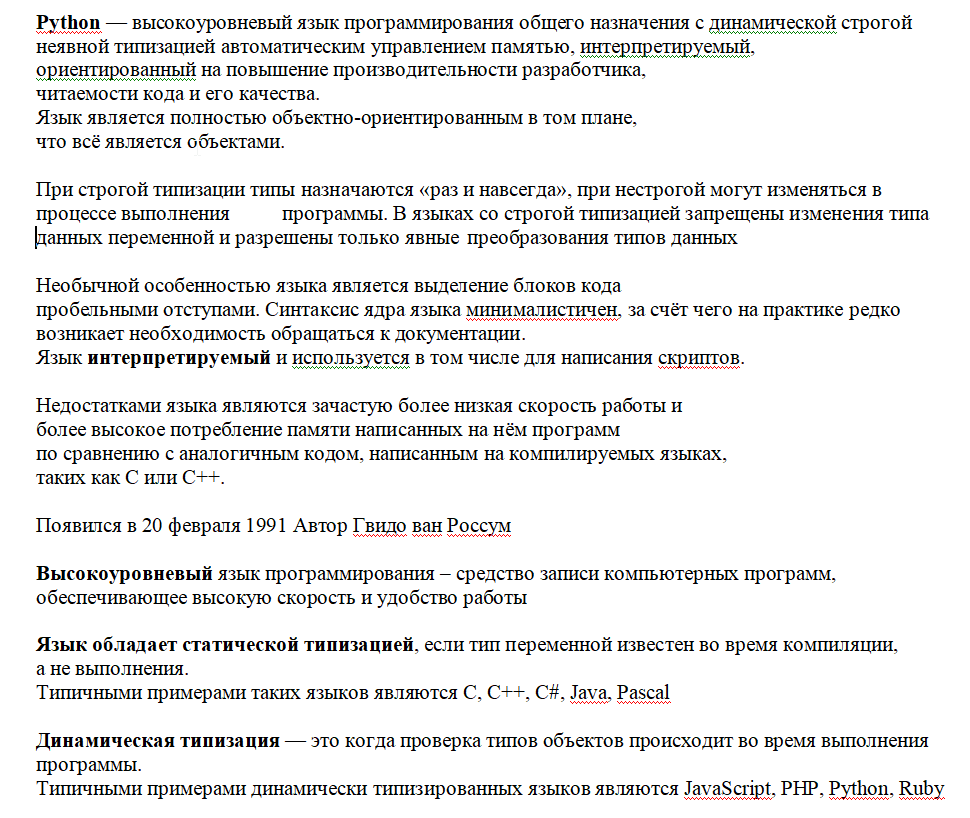 Python — высокоуровневый язык программирования общего назначения с динамической строгой
неявной типизацией автоматическим управлением памятью, интерпретируемый,
ориентированный на повышение производительности разработчика,
читаемости кода и его качества.
Язык является полностью объектно-ориентированным в том плане,
что всё является объектами.
При строгой типизации типы назначаются «раз и навсегда», при нестрогой могут изменяться в
процессе выполнения программы. В языках со строгой типизацией запрещены изменения типа
данных переменной и разрешены только явные преобразования типов данных
Необычной особенностью языка является выделение блоков кода
пробельными отступами. Синтаксис ядра языка минималистичен, за счёт чего на практике редко
возникает необходимость обращаться к документации.
Язык интерпретируемый и используется в том числе для написания скриптов.
Недостатками языка являются зачастую более низкая скорость работы и
более высокое потребление памяти написанных на нём программ
по сравнению с аналогичным кодом, написанным на компилируемых языках,
таких как C или C++.
Появился в 20 февраля 1991 Автор Гвидо ван Россум
Высокоуровневый язык программирования – средство записи компьютерных программ,
обеспечивающее высокую скорость и удобство работы
Язык обладает статической типизацией, если тип переменной известен во время компиляции,
а не выполнения.
Типичными примерами таких языков являются C, C++, C#, Java, Pascal
Динамическая типизация — это когда проверка типов объектов происходит во время выполнения
программы.
Типичными примерами динамически типизированных языков являются JavaScript, PHP, Python, Ruby